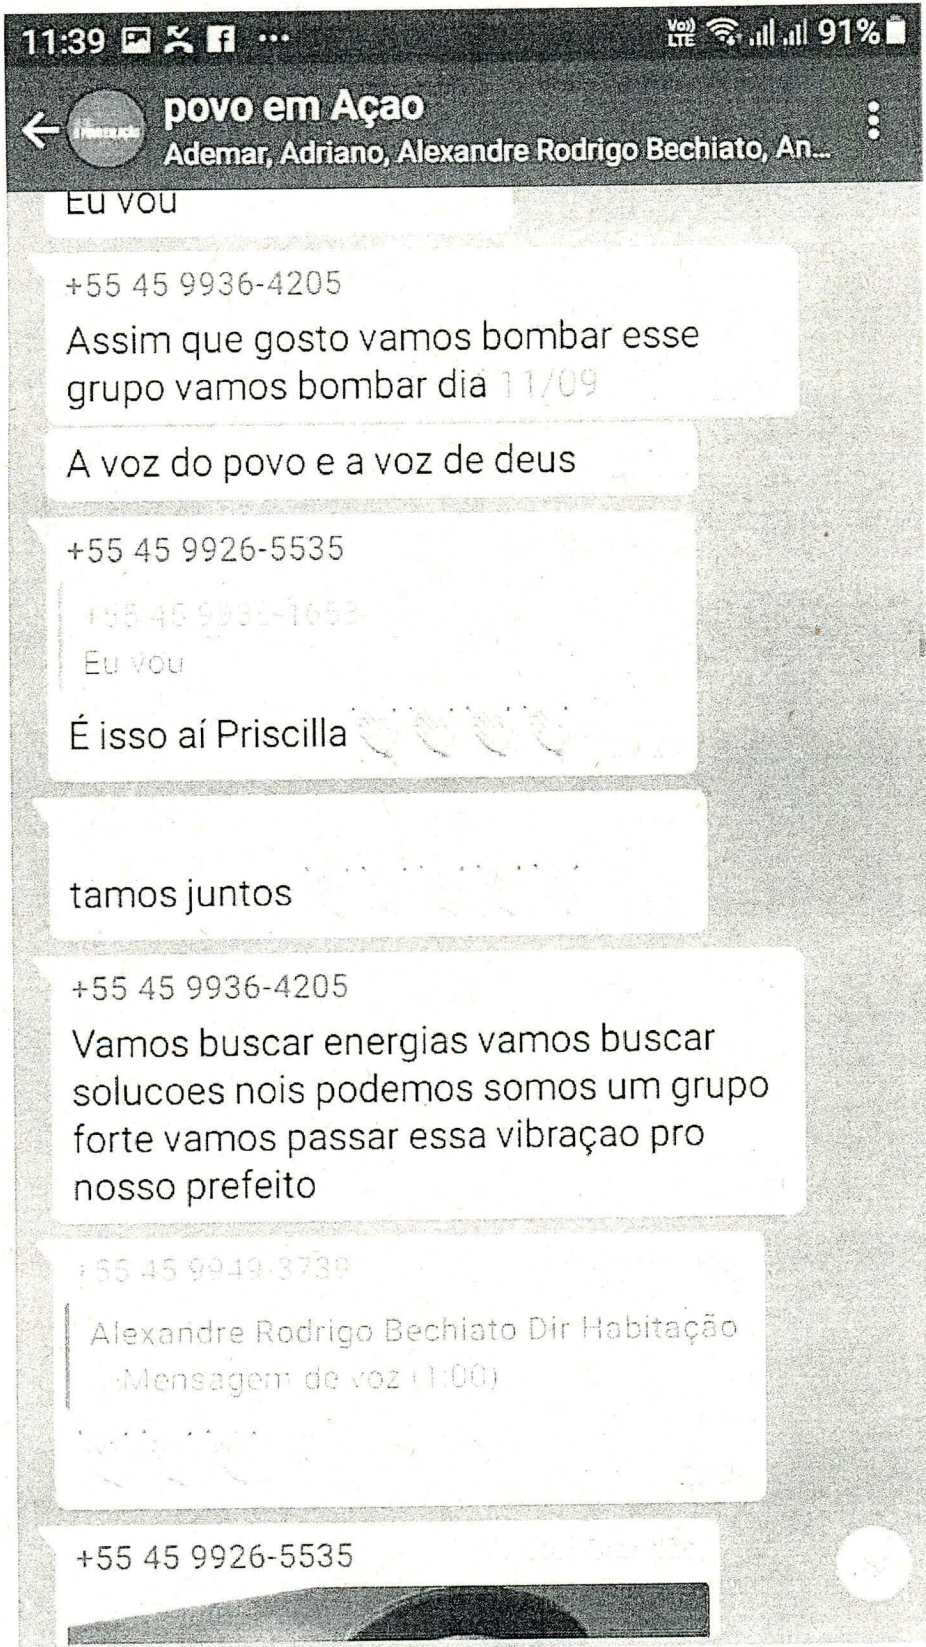 11:39 ... Vo)) LTE 91%
povo em Açao
Ademar, Adriano, Alexandre Rodrigo Bechiato, An...
Eu vou
+55 45 9936-4205
Assim que gosto vamos bombar esse
grupo vamos bombar dia 11/09
A voz do povo e a voz de deus
+55 45 9926-5535
Eu vou
É isso aí Priscilla
tamos juntos
+55 45 9936-4205
Vamos buscar energias vamos buscar
solucoes nois podemos somos um grupo
forte vamos passar essa vibraçao pro
nosso prefeito
+55 45 9949-3739
Alexandre Rodrigo Bechiato Dir Habitação
Mensagem de voz (1:00)
+55 45 9926-5535